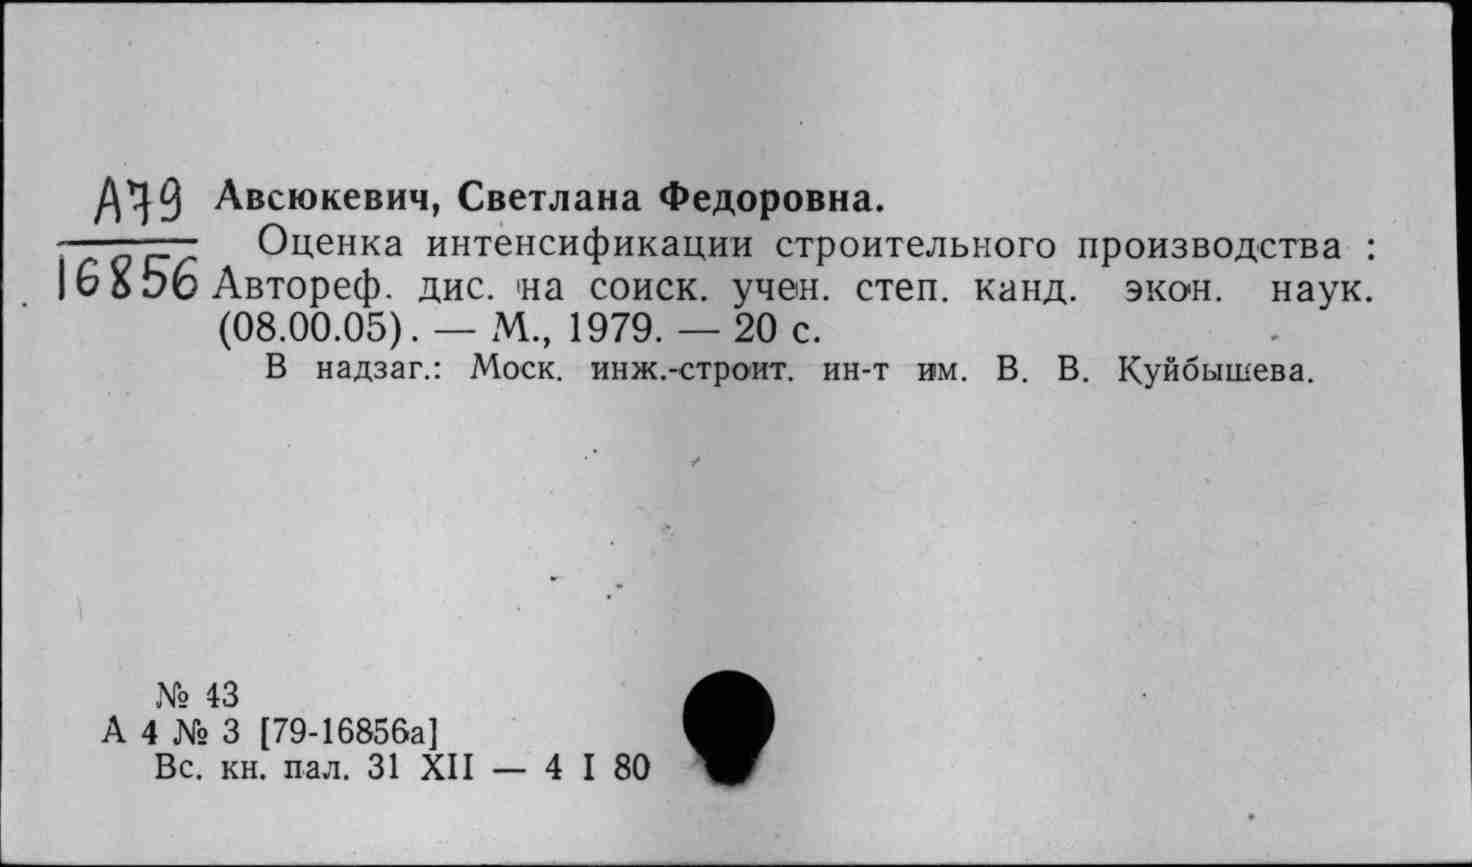 А79 Авсюкевич, Светлана Федоровна.
Оценка интенсификации строительного производства :
16856 Автореф. дис. на соиск. учен. степ. канд. экон. наук.
(08.00.05). — М., 1979. — 20 с.
В надзаг.: Моск. инж.-строит. ин-т им. В. В. Куйбышева.
№ 43
А 4 № 3 [79-16856а]
Вс. кн. пал. 31 XII — 4 I 80